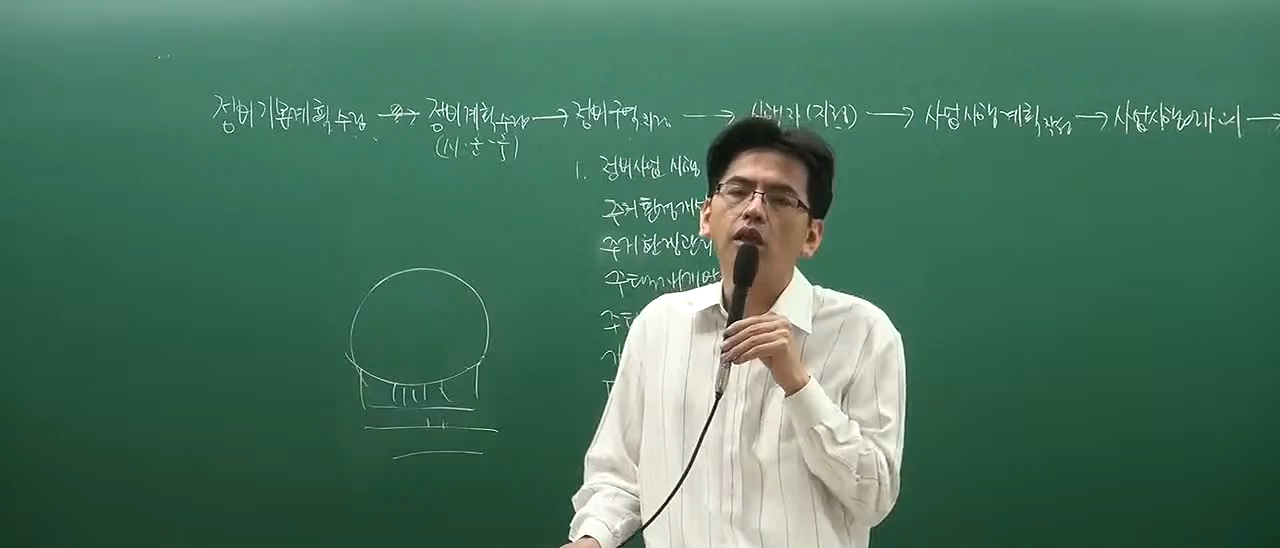 정비기본계획수립 → 정비계획수립 → 정비구역지정 → 시행자(지정) → 사업시행계획작성 → 사업시행인가 →
(시·군·구)
1. 정비사업 시행
주거환경개선
주거환경관리
주택재개발